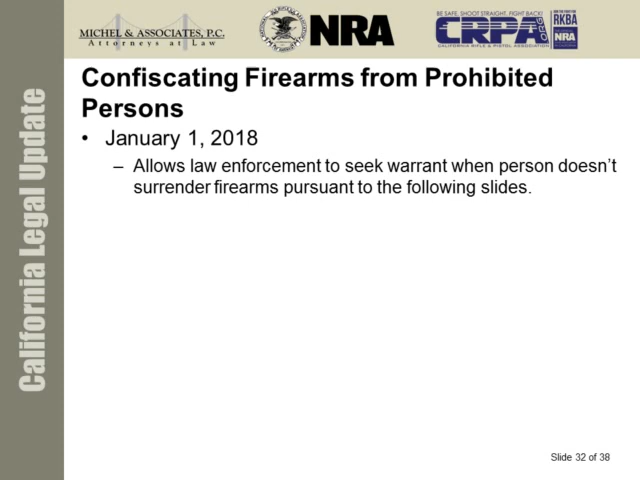 MICHEL & ASSOCIATES, P.C.
Attorneys at Law
NRA
BE SAFE, SHOOT STRAIGHT, FIGHT BACK!
CRPA.ORG
CALIFORNIA RIFLE & PISTOL ASSOCIATION
RKBA
NRA
California Legal Update
Confiscating Firearms from Prohibited
Persons
• January 1, 2018
– Allows law enforcement to seek warrant when person doesn’t
surrender firearms pursuant to the following slides.
Slide 32 of 38